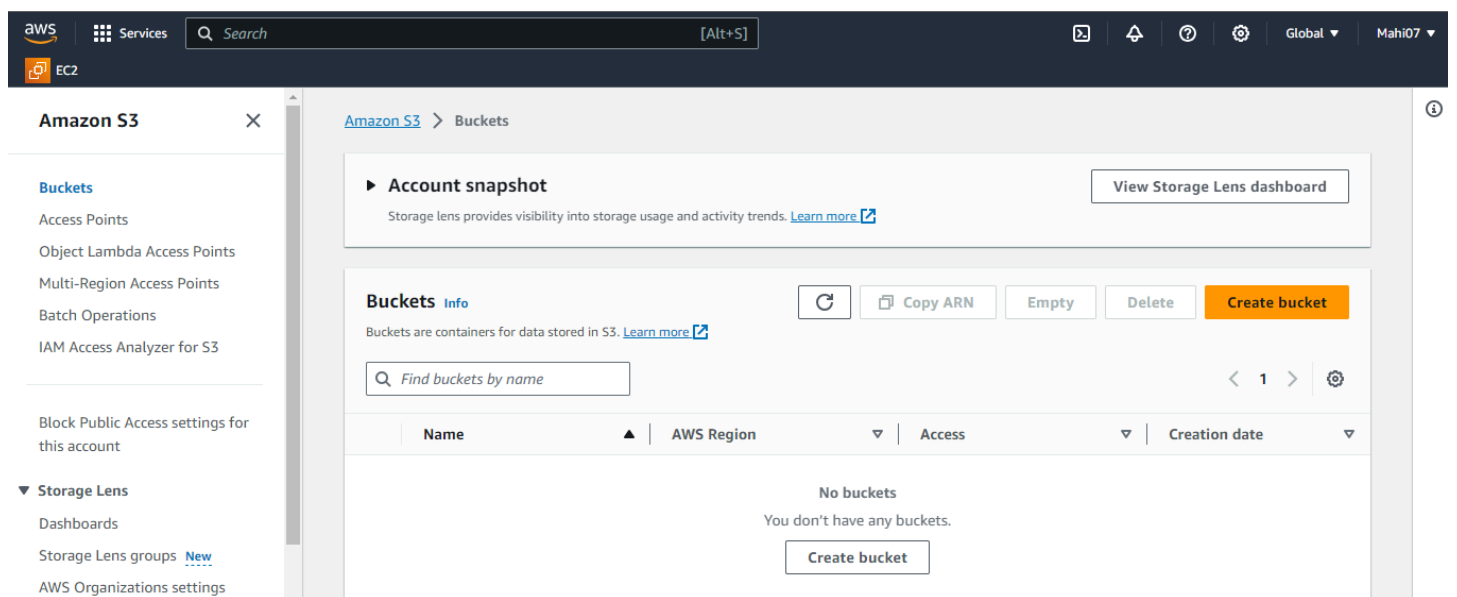 aws Services Search [Alt+S] Global Mahi07
EC2
Amazon S3
Buckets
Access Points
Object Lambda Access Points
Multi-Region Access Points
Batch Operations
IAM Access Analyzer for S3
Block Public Access settings for
this account
Storage Lens
Dashboards
Storage Lens groups New
AWS Organizations settings
Amazon S3 > Buckets
Account snapshot View Storage Lens dashboard
Storage lens provides visibility into storage usage and activity trends. Learn more
Buckets Info Copy ARN Empty Delete Create bucket
Buckets are containers for data stored in S3. Learn more
Find buckets by name 1
Name AWS Region Access Creation date
No buckets
You don't have any buckets.
Create bucket